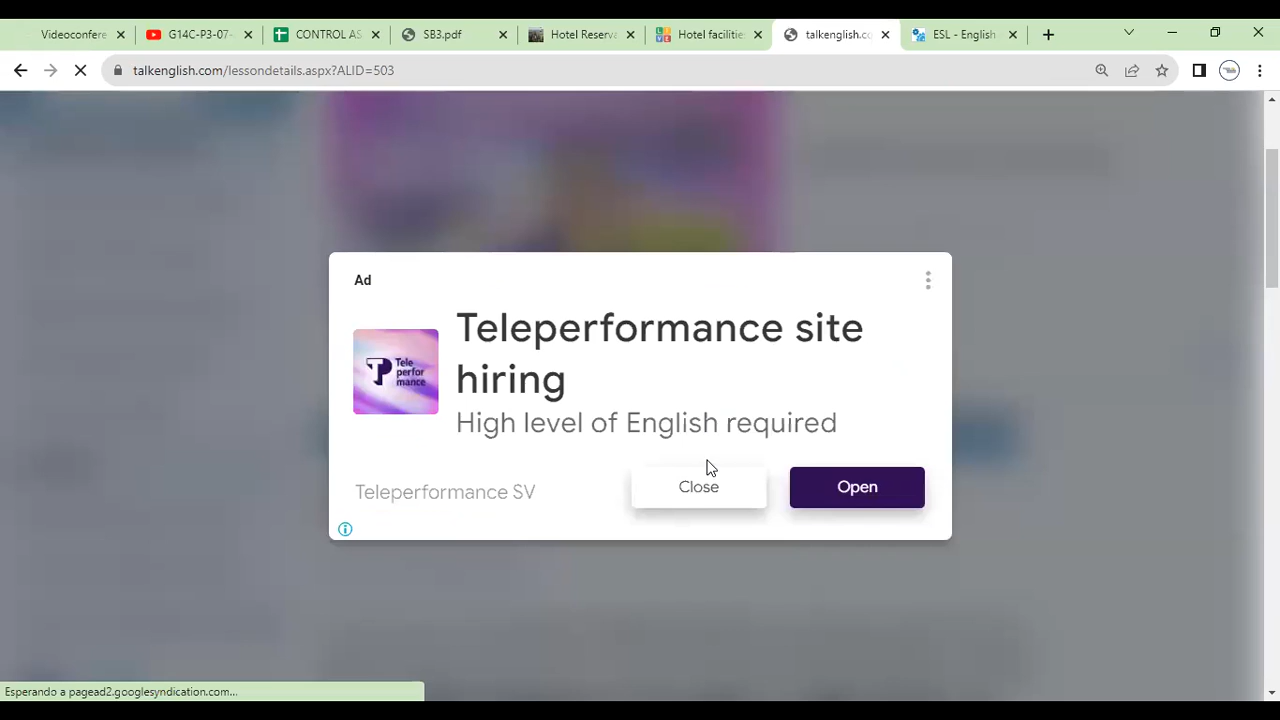 Videoconfere
G14C-P3-07-
CONTROL AS
SB3.pdf
Hotel Reserva
Hotel facilities
talkenglish.co
ESL - English
talkenglish.com/lessondetails.aspx?ALID=503
Ad
Teleperformance site
hiring
High level of English required
Tele
perfor
mance
Teleperformance SV
Close
Open
Esperando a pagead2.googlesyndication.com...